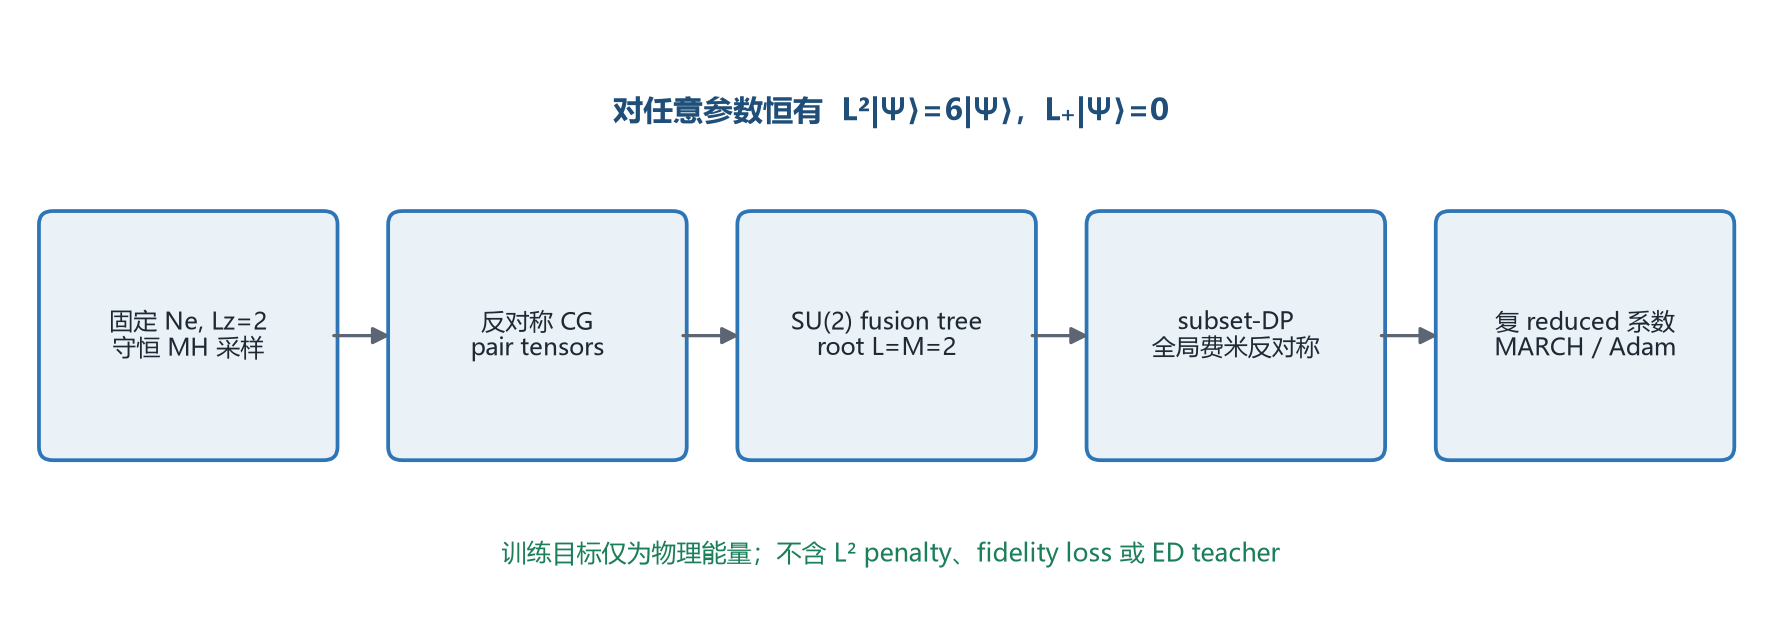 对任意参数恒有 L²|Ψ⟩=6|Ψ⟩，L₊|Ψ⟩=0
固定 Ne, Lz=2
守恒 MH 采样
反对称 CG
pair tensors
SU(2) fusion tree
root L=M=2
subset-DP
全局费米反对称
复 reduced 系数
MARCH / Adam
训练目标仅为物理能量；不含 L² penalty、fidelity loss 或 ED teacher